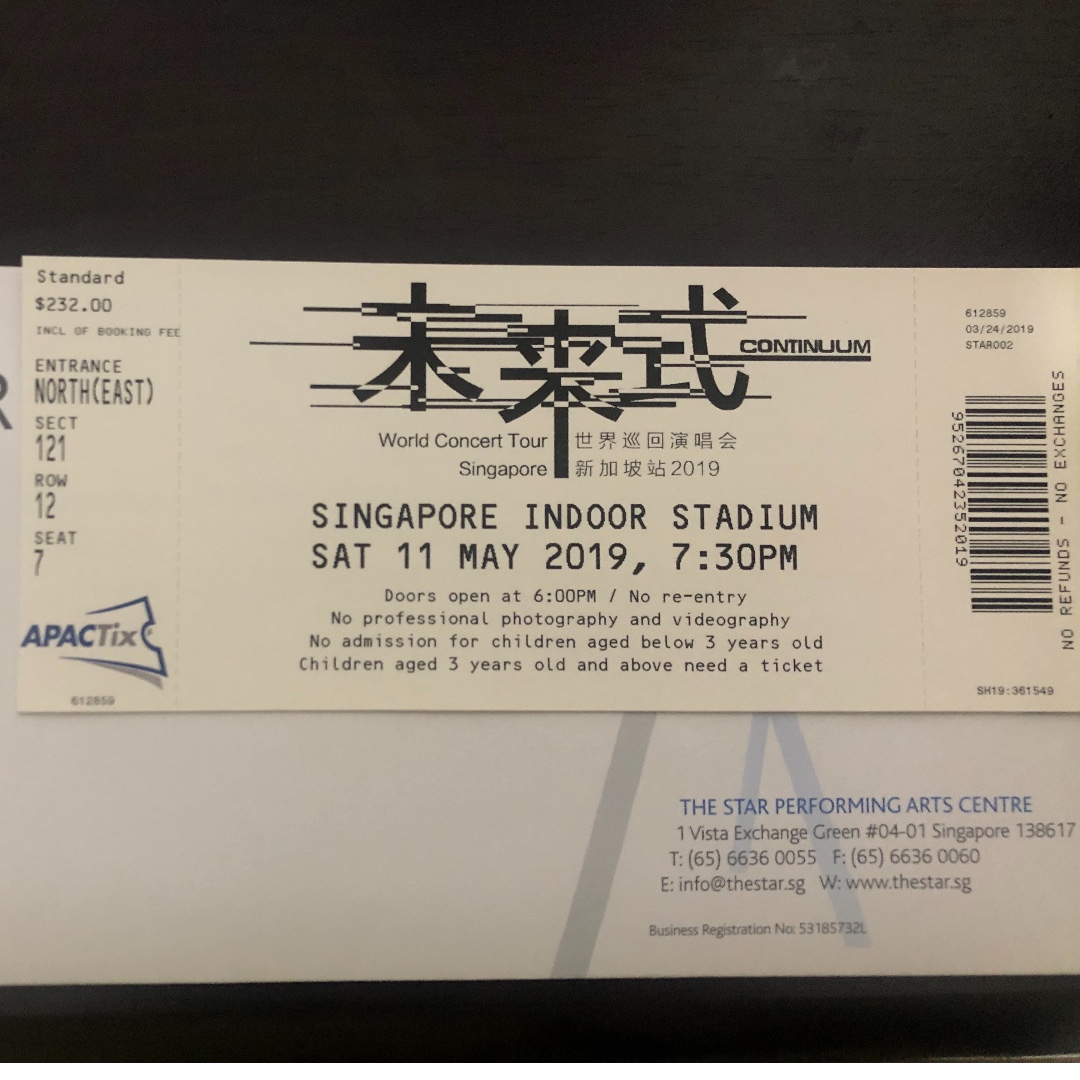 Standard
$232.00
INCL OF BOOKING FEE
ENTRANCE
NORTH(EAST)
SECT
121
ROW
12
SEAT
7
APACTix
612859
未来式
CONTINUUM
World Concert Tour 世界巡回演唱会
Singapore 新加坡站2019
SINGAPORE INDOOR STADIUM
SAT 11 MAY 2019, 7:30PM
Doors open at 6:00PM / No re-entry
No professional photography and videography
No admission for children aged below 3 years old
Children aged 3 years old and above need a ticket
612859
03/24/2019
STAR002
95267042352019
NO REFUNDS - NO EXCHANGES
SH19:361549
R
THE STAR PERFORMING ARTS CENTRE
1 Vista Exchange Green #04-01 Singapore 138617
T: (65) 6636 0055 F: (65) 6636 0060
E: info@thestar.sg W: www.thestar.sg
Business Registration No: 53185732L